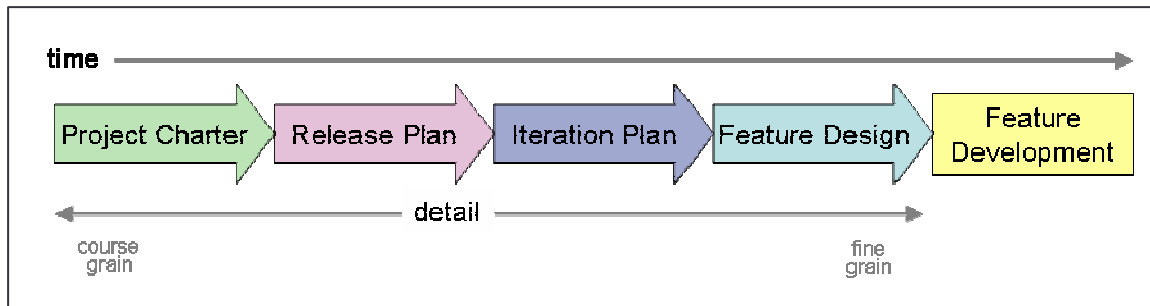 time
Project Charter
Release Plan
Iteration Plan
Feature Design
Feature
Development
detail
course
grain
fine
grain